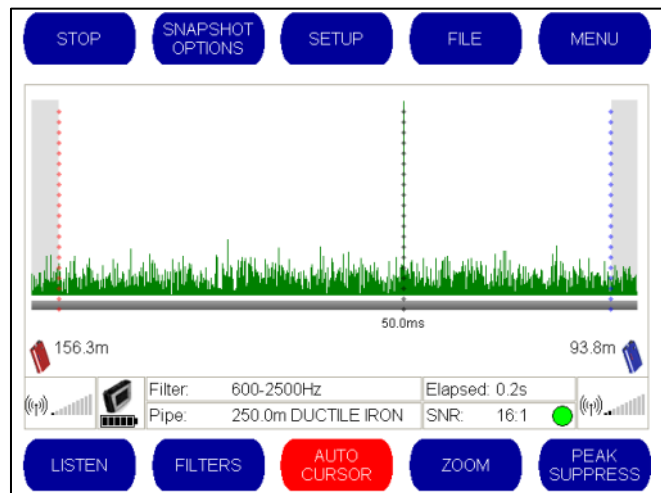 STOP
SNAPSHOT
OPTIONS
SETUP
FILE
MENU
50.0ms
156.3m
93.8m
Filter: 600-2500Hz
Elapsed: 0.2s
Pipe: 250.0m DUCTILE IRON
SNR: 16:1
LISTEN
FILTERS
AUTO
CURSOR
ZOOM
PEAK
SUPPRESS